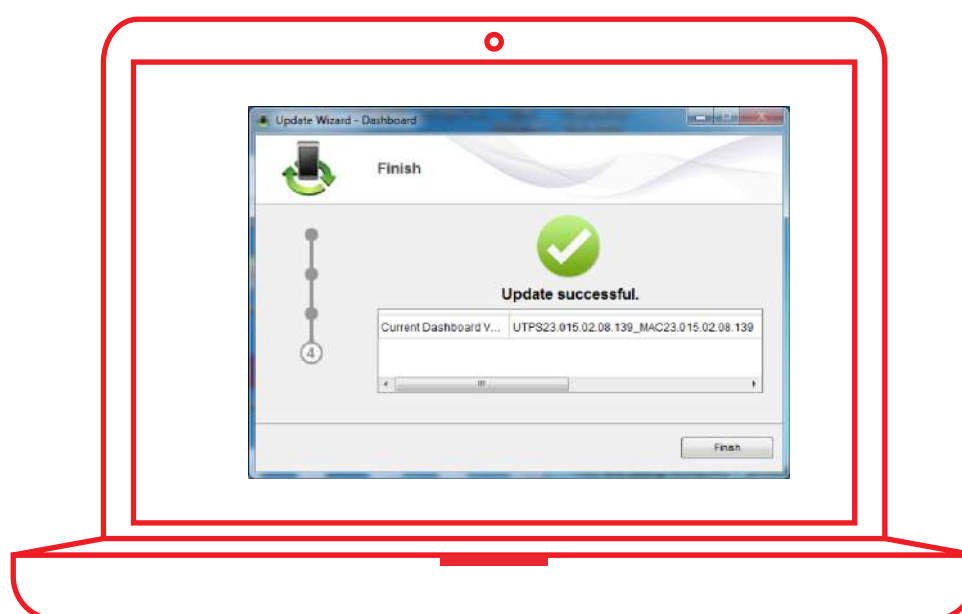 Update Wizard - Dashboard
Finish
Update successful.
Current Dashboard V... UTPS23.015.02.08.139_MAC23.015.02.08.139
4
Finish